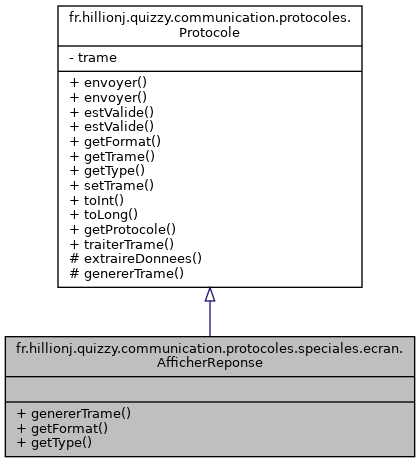 fr.hillionj.quizzy.communication.protocoles.
Protocole
- trame
+ envoyer()
+ envoyer()
+ estValide()
+ estValide()
+ getFormat()
+ getTrame()
+ getType()
+ setTrame()
+ toInt()
+ toLong()
+ getProtocole()
+ traiterTrame()
# extraireDonnees()
# genererTrame()
fr.hillionj.quizzy.communication.protocoles.speciales.ecran.
AfficherReponse
+ genererTrame()
+ getFormat()
+ getType()